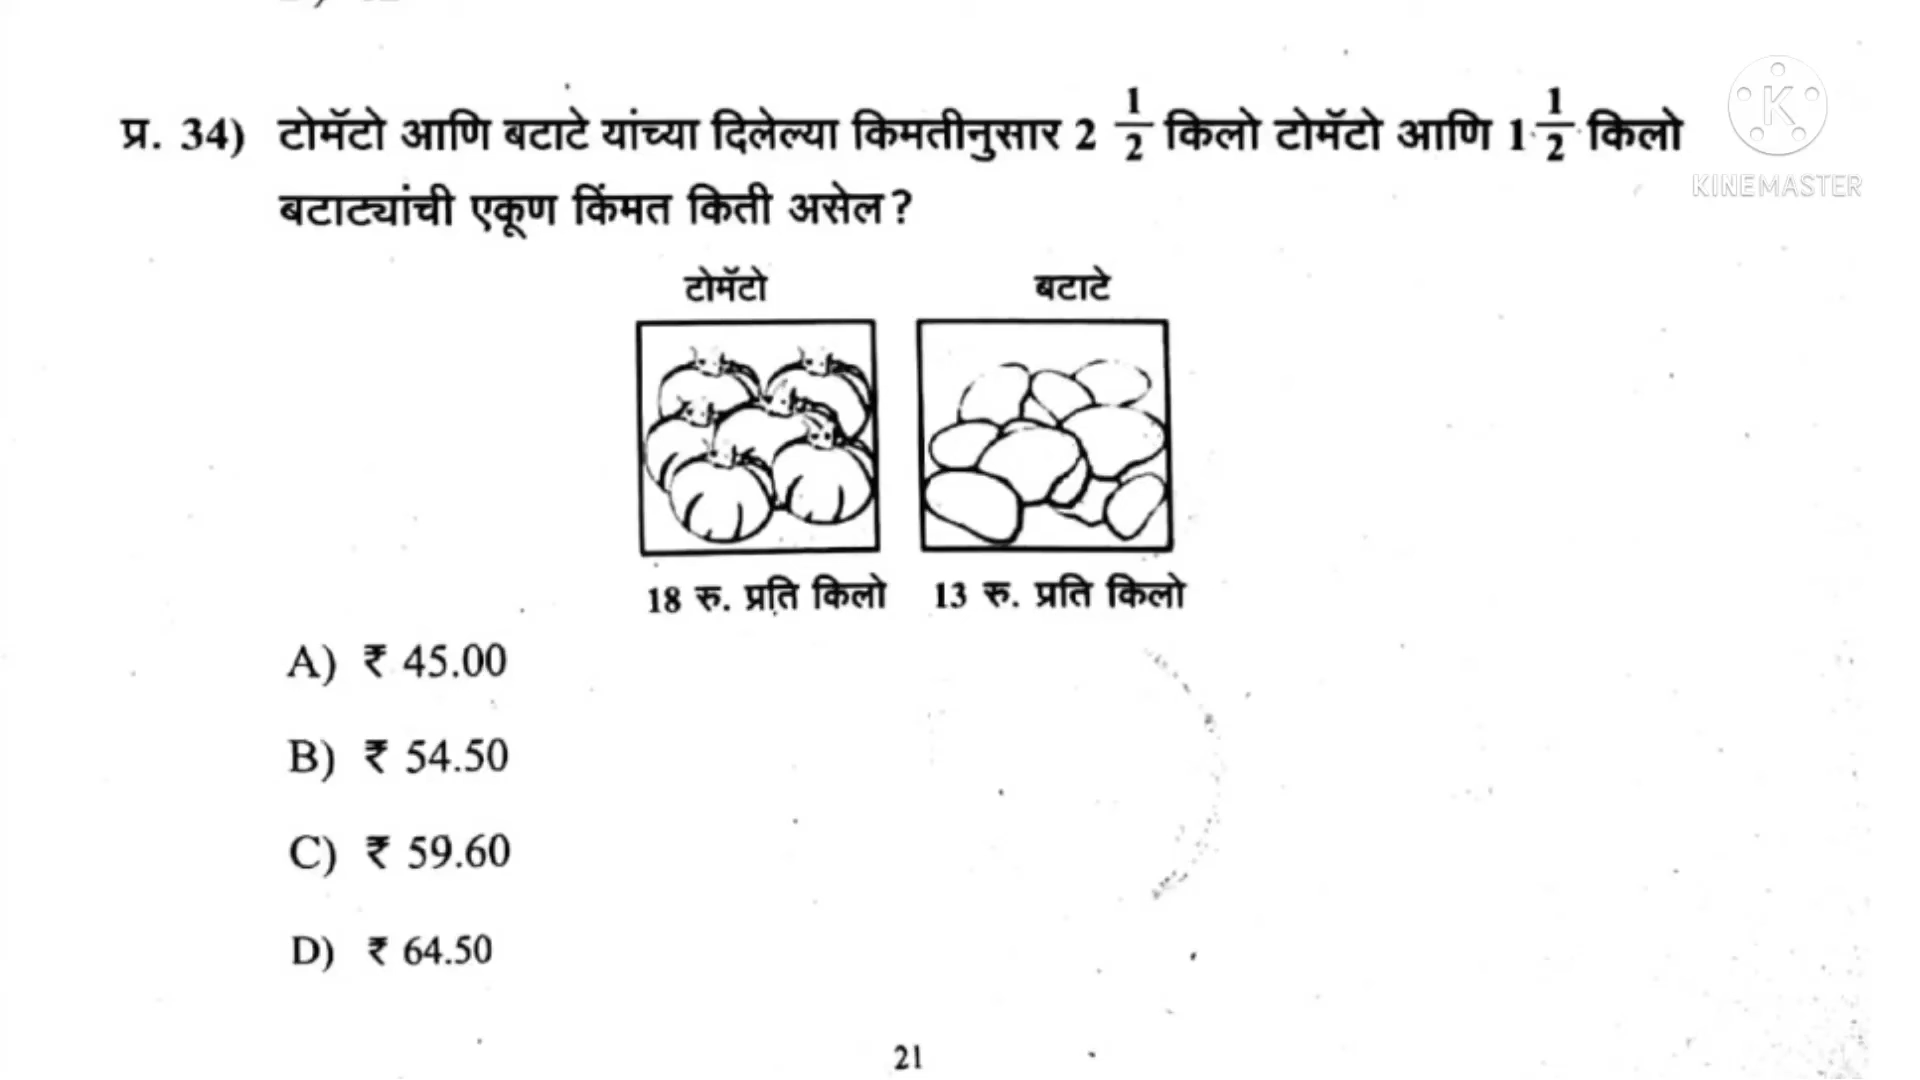 प्र. 34) टोमॅटो आणि बटाटे यांच्या दिलेल्या किमतीनुसार 2 1/2 किलो टोमॅटो आणि 1 1/2 किलो
बटाट्यांची एकूण किंमत किती असेल ?
टोमॅटो बटाटे
18 रु. प्रति किलो 13 रु. प्रति किलो
A) ₹ 45.00
B) ₹ 54.50
C) ₹ 59.60
D) ₹ 64.50
21
K
KINEMASTER